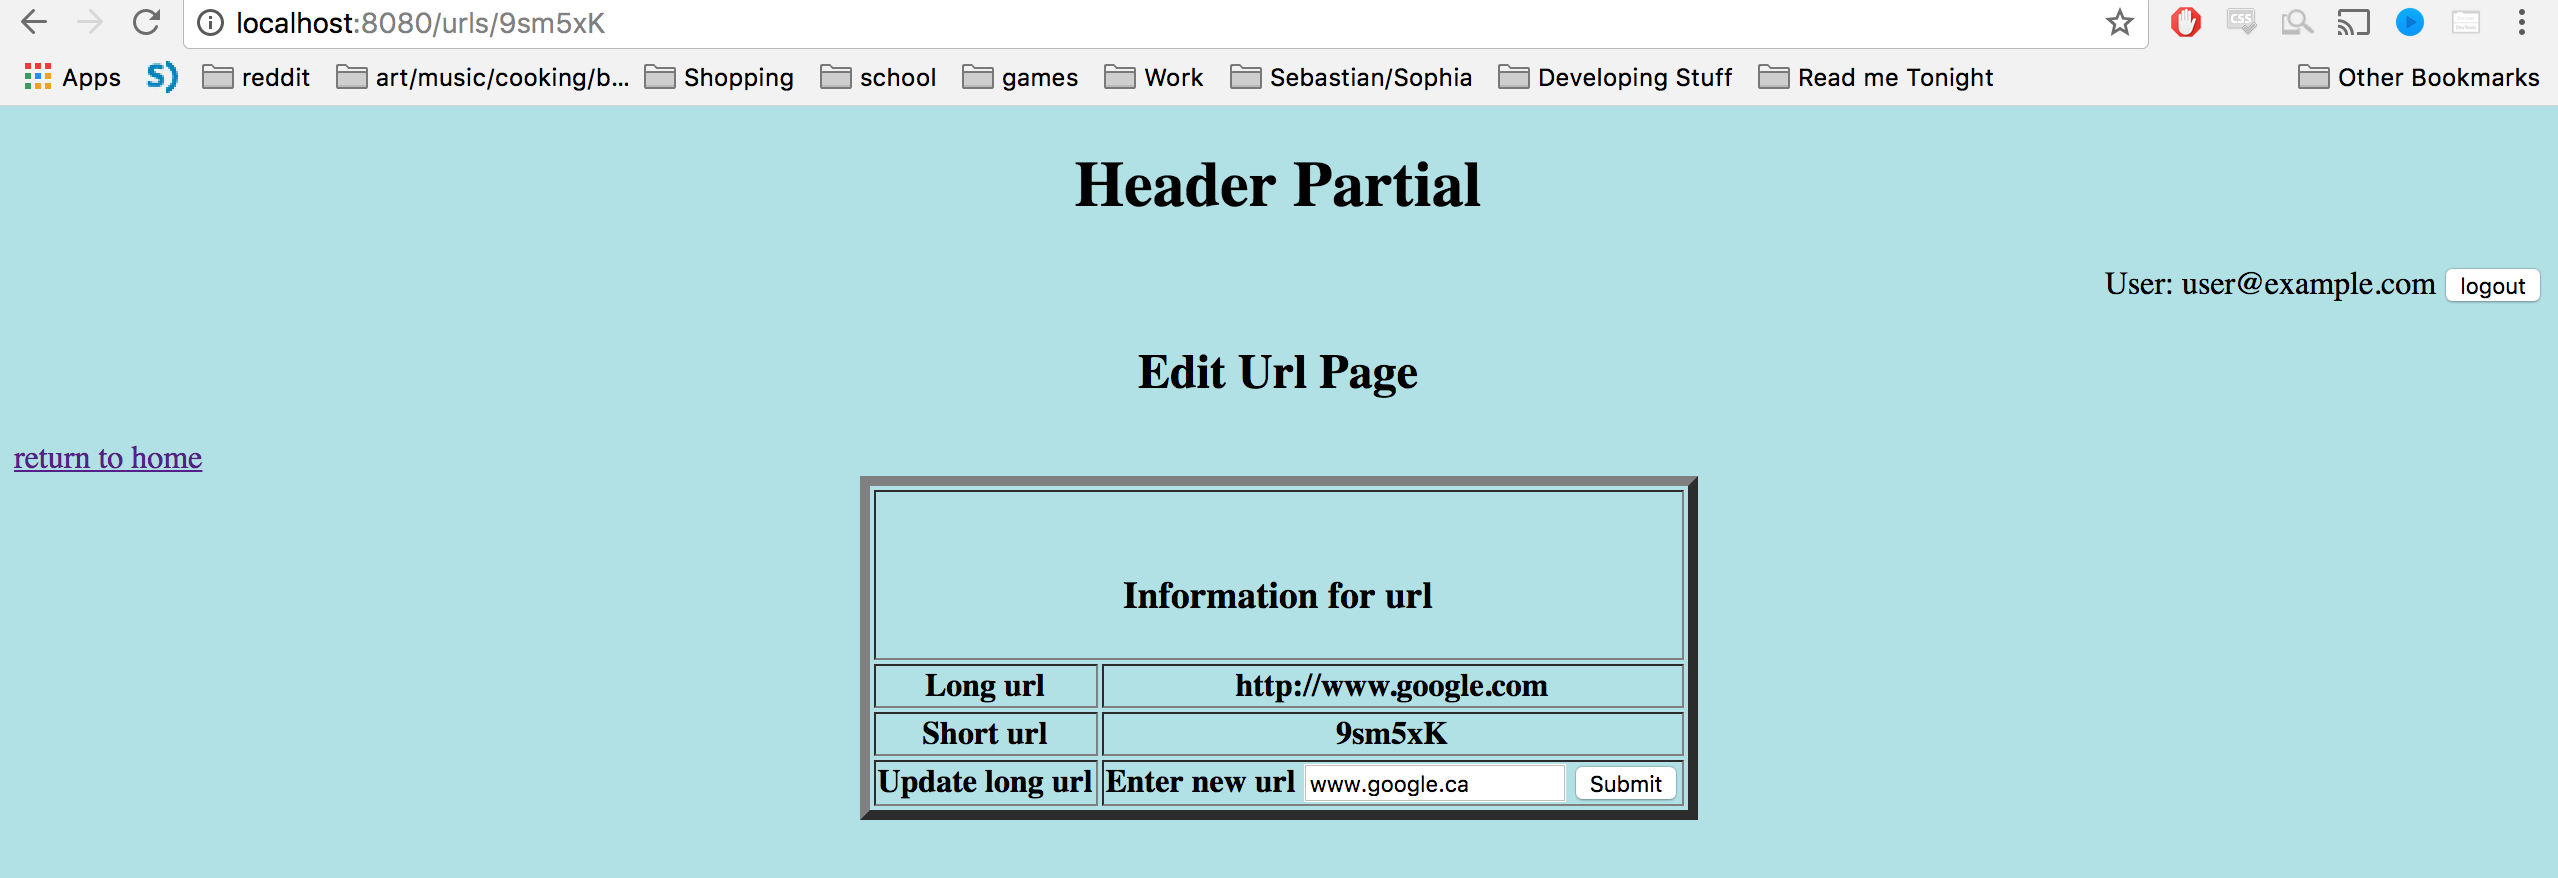 localhost:8080/urls/9sm5xK
Apps S) reddit art/music/cooking/b... Shopping school games Work Sebastian/Sophia Developing Stuff Read me Tonight Other Bookmarks
Header Partial
User: user@example.com logout
Edit Url Page
return to home
Information for url
Long url http://www.google.com
Short url 9sm5xK
Update long url Enter new url www.google.ca Submit